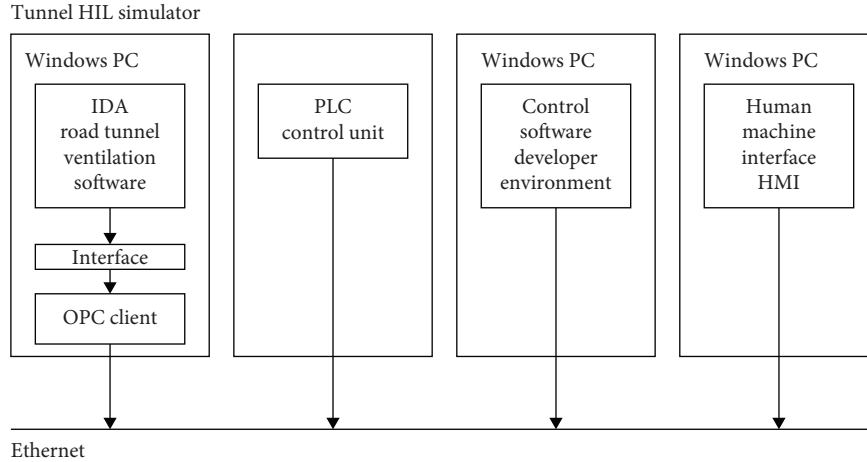 Tunnel HIL simulator
Windows PC
IDA
road tunnel
ventilation
software
Interface
OPC client
PLC
control unit
Windows PC
Control
software
developer
environment
Windows PC
Human
machine
interface
HMI
Ethernet